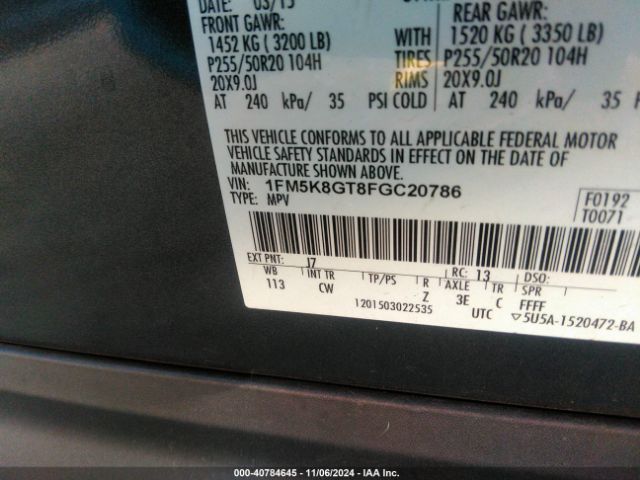 DATE: 03/15
FRONT GAWR:
REAR GAWR:
1452 KG ( 3200 LB) WITH 1520 KG ( 3350 LB)
P255/50R20 104H TIRES P255/50R20 104H
20X9.0J RIMS 20X9.0J
AT 240 kPa/ 35 PSI COLD AT 240 kPa/ 35 P
THIS VEHICLE CONFORMS TO ALL APPLICABLE FEDERAL MOTOR
VEHICLE SAFETY STANDARDS IN EFFECT ON THE DATE OF
MANUFACTURE SHOWN ABOVE.
VIN: 1FM5K8GT8FGC20786
TYPE: MPV
F0192
T0071
EXT PNT: J7 RC: 13 DSO:
WB INT TR TP/PS R AXLE TR SPR
113 CW Z 3E C FFFF
1201503022535 UTC ▽5U5A-1520472-BA
000-40784645 - 11/06/2024 - IAA Inc.